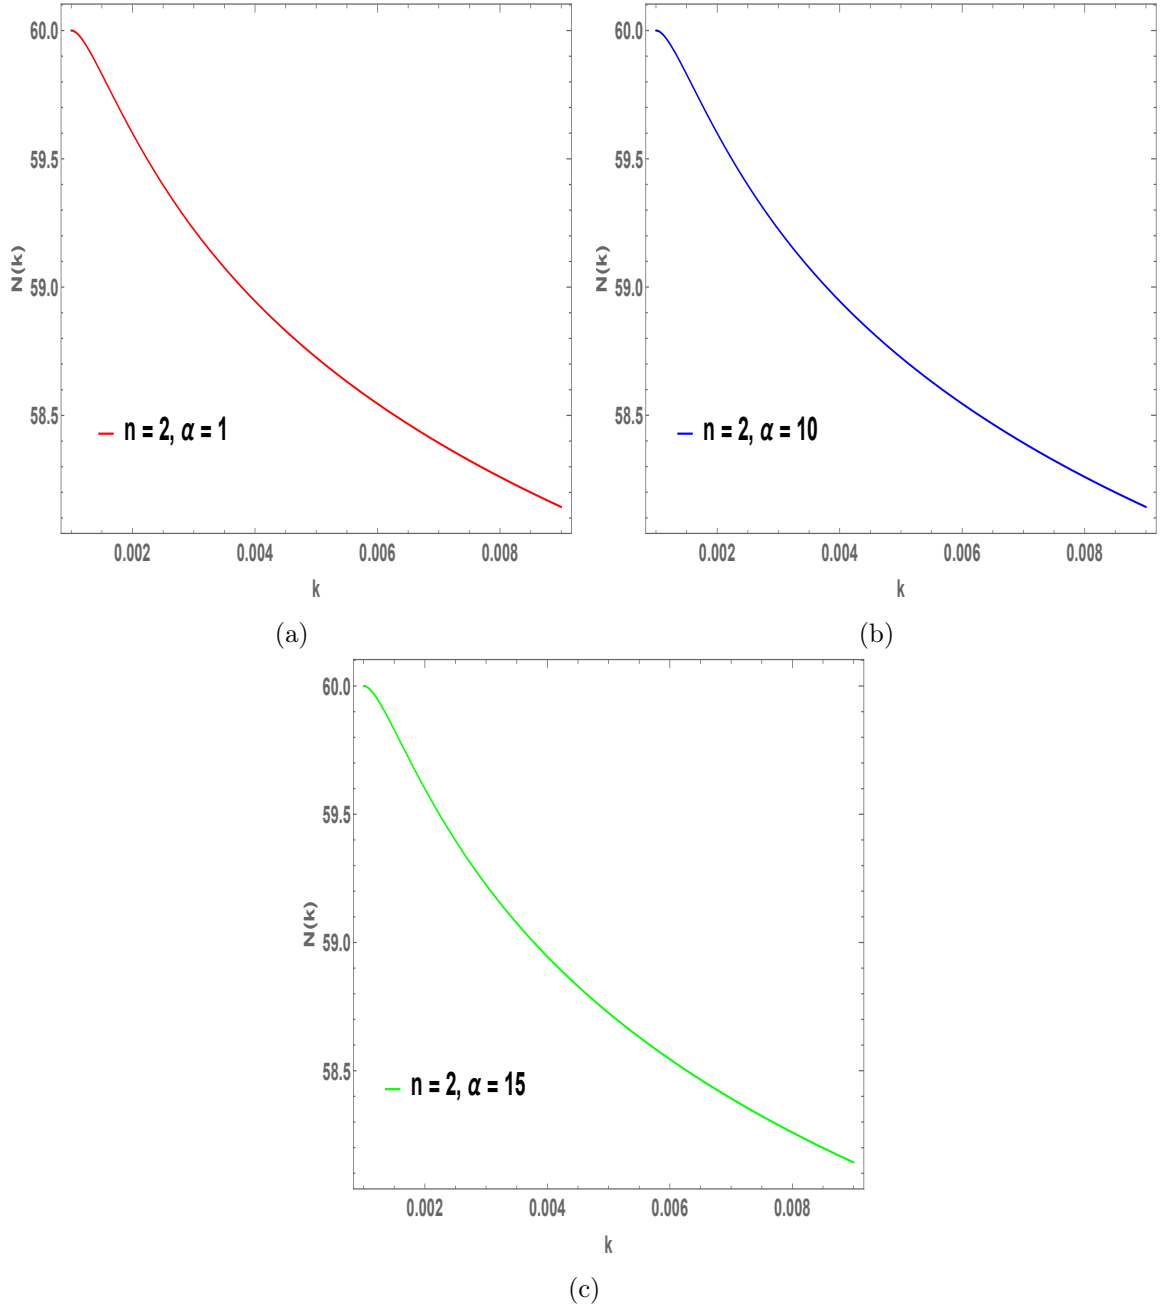 60.0
59.5
59.0
58.5
N(k)
n = 2, α = 1
0.002 0.004 0.006 0.008
k
(a)
60.0
59.5
59.0
58.5
N(k)
n = 2, α = 10
0.002 0.004 0.006 0.008
k
(b)
60.0
59.5
59.0
58.5
N(k)
n = 2, α = 15
0.002 0.004 0.006 0.008
k
(c)